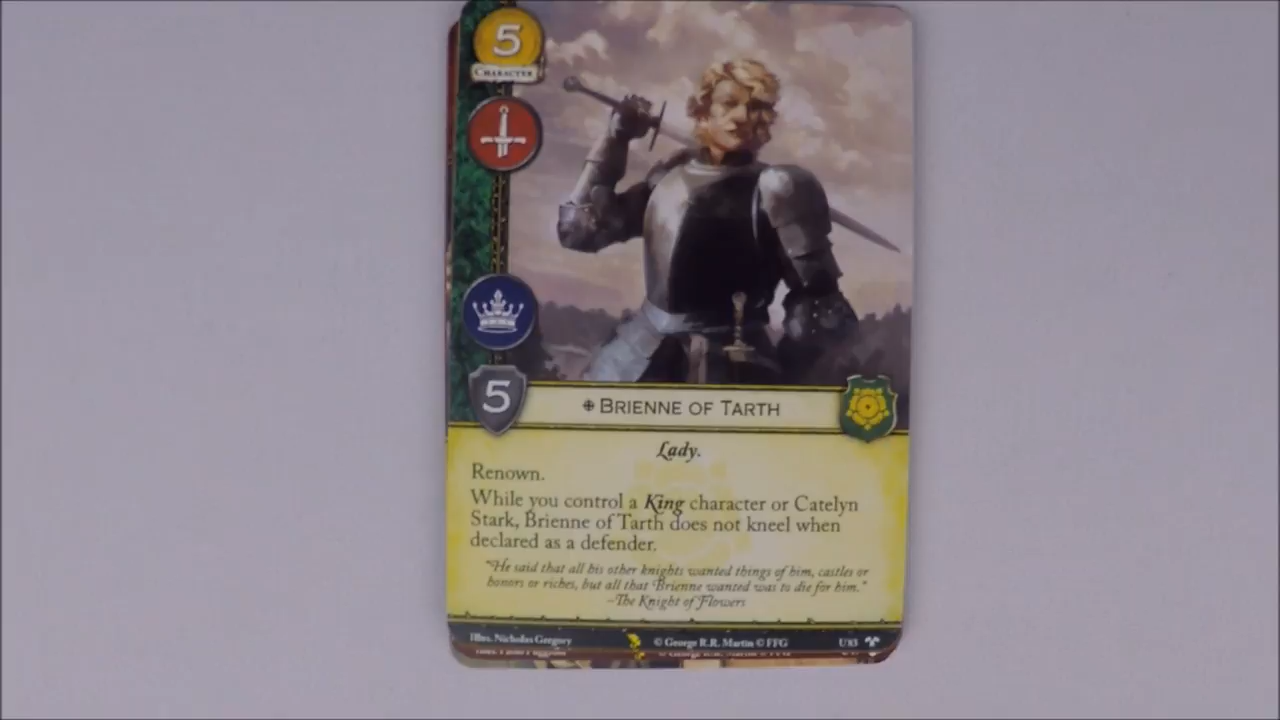 5
CHARACTER
5
BRIENNE OF TARTH
Lady.
Renown.
While you control a King character or Catelyn
Stark, Brienne of Tarth does not kneel when
declared as a defender.
"He said that all his other knights wanted things of him, castles or
honors or riches, but all that Brienne wanted was to die for him."
–The Knight of Flowers
Illus. Nicholas Gregory © George R.R. Martin © FFG
© George R.R. Martin © FFG